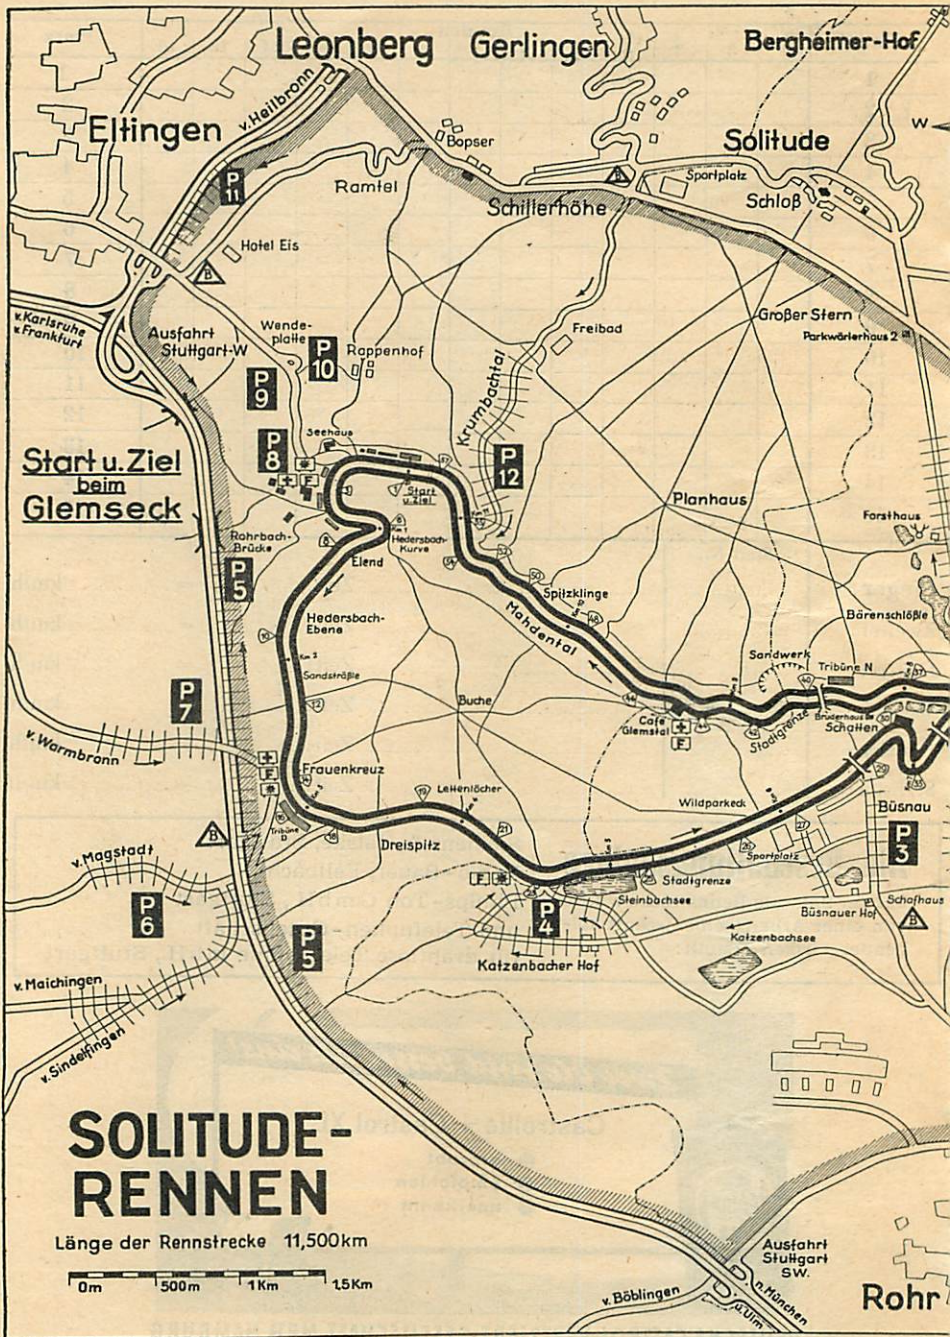 Leonberg
Gerlingen
Bergheimer-Hof
W
Eltingen
v. Heilbronn
Bopser
Solitude
P 11
Ramtel
B
Sportplatz
Schloß
Schillerhöhe
Hotel Eis
B
v. Karlsruhe
v. Frankfurt
Ausfahrt
Stuttgart-W
Wende-
platte
P 10
Rappenhof
Freibad
Großer Stern
Parkwärterhaus 2
P 9
Krumbachtal
Seehaus
P 8
Start u. Ziel
beim
Glemseck
F
Start
u. Ziel
P 12
Planhaus
Forsthaus
Rohrbach-
Brücke
Hedersbach-
Kurve
Elend
P 5
Spitzklinge
Hedersbach-
Ebene
Mahdental
Bärenschlößle
Sandwerk
Tribüne N
Sandsträßle
P 7
Buche
Cafe
Glemstal
F
Stadtgrenze
Bruderhaus
Schatten
v. Warmbronn
F
Frauenkreuz
Lettenlöcher
Wildparkeck
Büsnau
Tribüne
D
B
Dreispitz
P 3
v. Magstadt
F
Sportplatz
Stadtgrenze
Steinbachsee
Schafhaus
P 6
P 4
Büsnauer Hof
B
P 5
Katzenbachsee
Katzenbacher Hof
v. Maichingen
v. Sindelfingen
SOLITUDE-
RENNEN
Länge der Rennstrecke 11,500km
0m 500m 1Km 1,5Km
Ausfahrt
Stuttgart
SW.
v. Böblingen
n. München
u. Ulm
Rohr